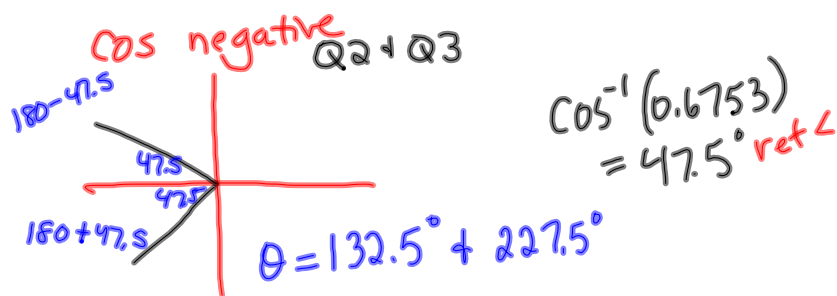 cos negative
Q2 & Q3
180-47.5
cos⁻¹(0.6753)
= 47.5° ref <
47.5
47.5
180+47.5
θ = 132.5° & 227.5°